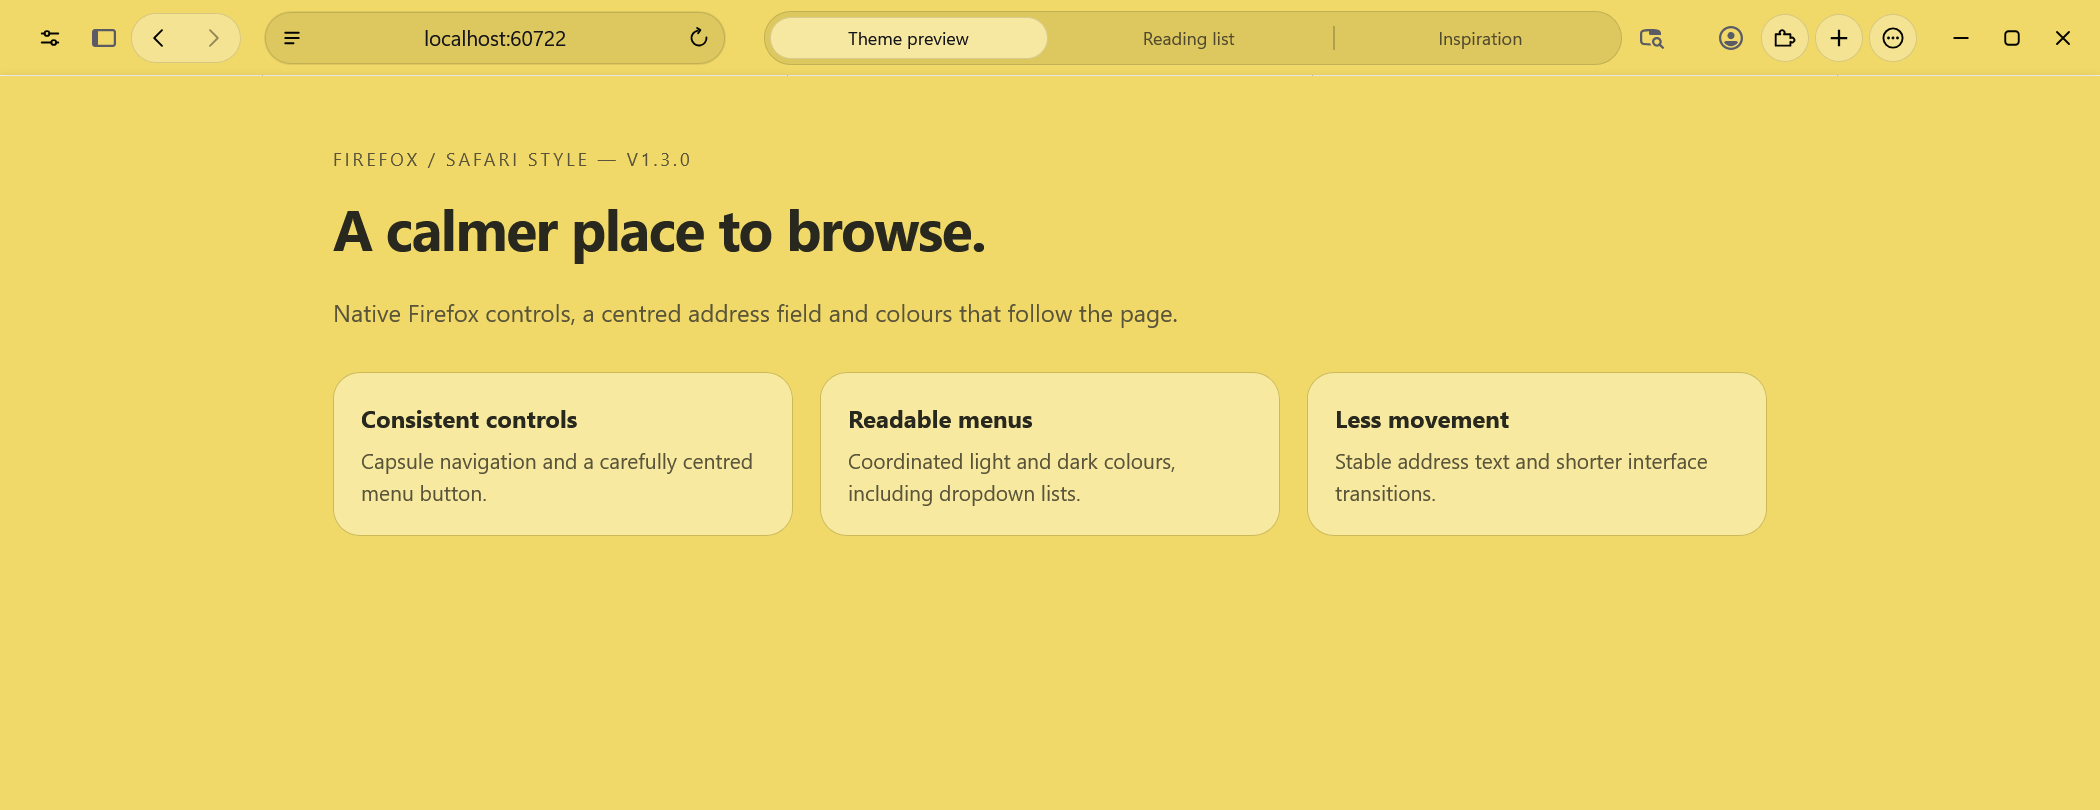 localhost:60722
Theme preview
Reading list
Inspiration
FIREFOX / SAFARI STYLE — V1.3.0
A calmer place to browse.
Native Firefox controls, a centred address field and colours that follow the page.
Consistent controls
Capsule navigation and a carefully centred
menu button.
Readable menus
Coordinated light and dark colours,
including dropdown lists.
Less movement
Stable address text and shorter interface
transitions.